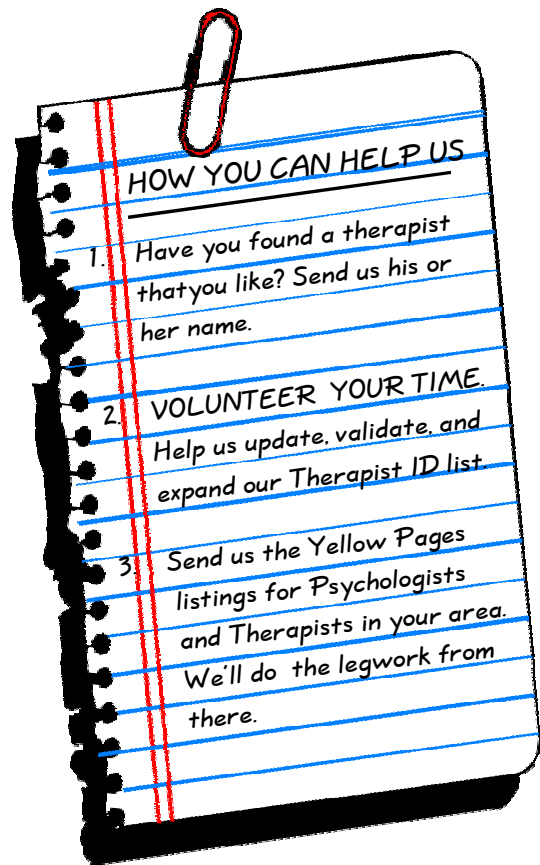 HOW YOU CAN HELP US
1. Have you found a therapist
thatyou like? Send us his or
her name.
2. VOLUNTEER YOUR TIME.
Help us update, validate, and
expand our Therapist ID list.
3. Send us the Yellow Pages
listings for Psychologists
and Therapists in your area.
We'll do the legwork from
there.